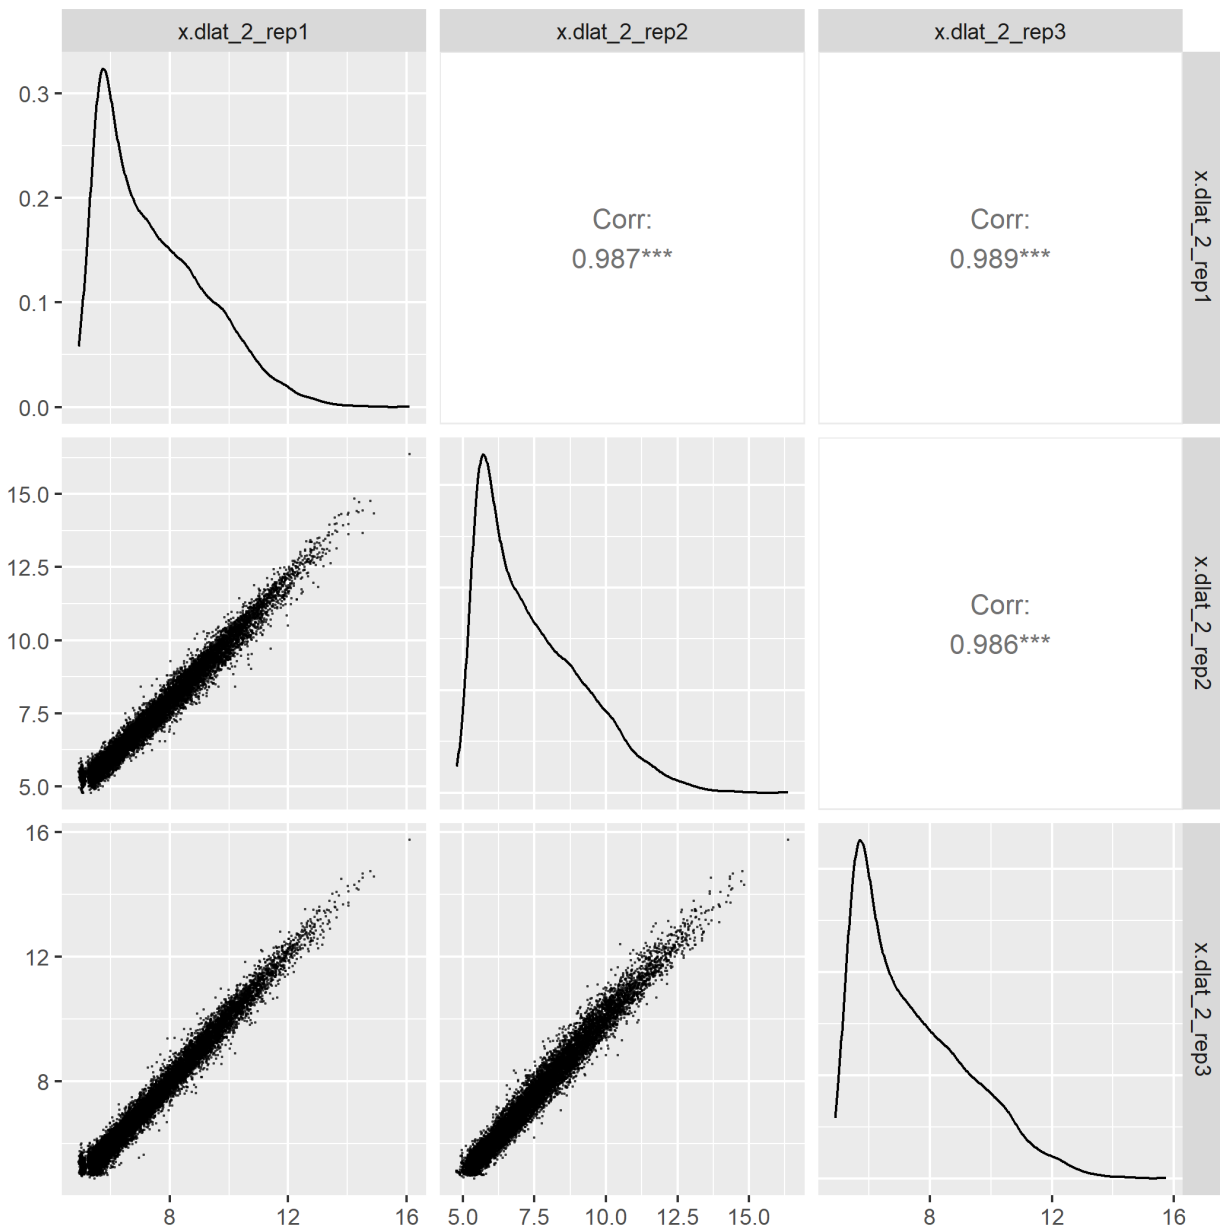 x.dlat_2_rep1
x.dlat_2_rep2
x.dlat_2_rep3
0.3
0.2
0.1
0.0
Corr:
0.987***
Corr:
0.989***
x.dlat_2_rep1
15.0
12.5
10.0
7.5
5.0
Corr:
0.986***
x.dlat_2_rep2
16
12
8
x.dlat_2_rep3
8
12
16
5.0
7.5
10.0
12.5
15.0
8
12
16